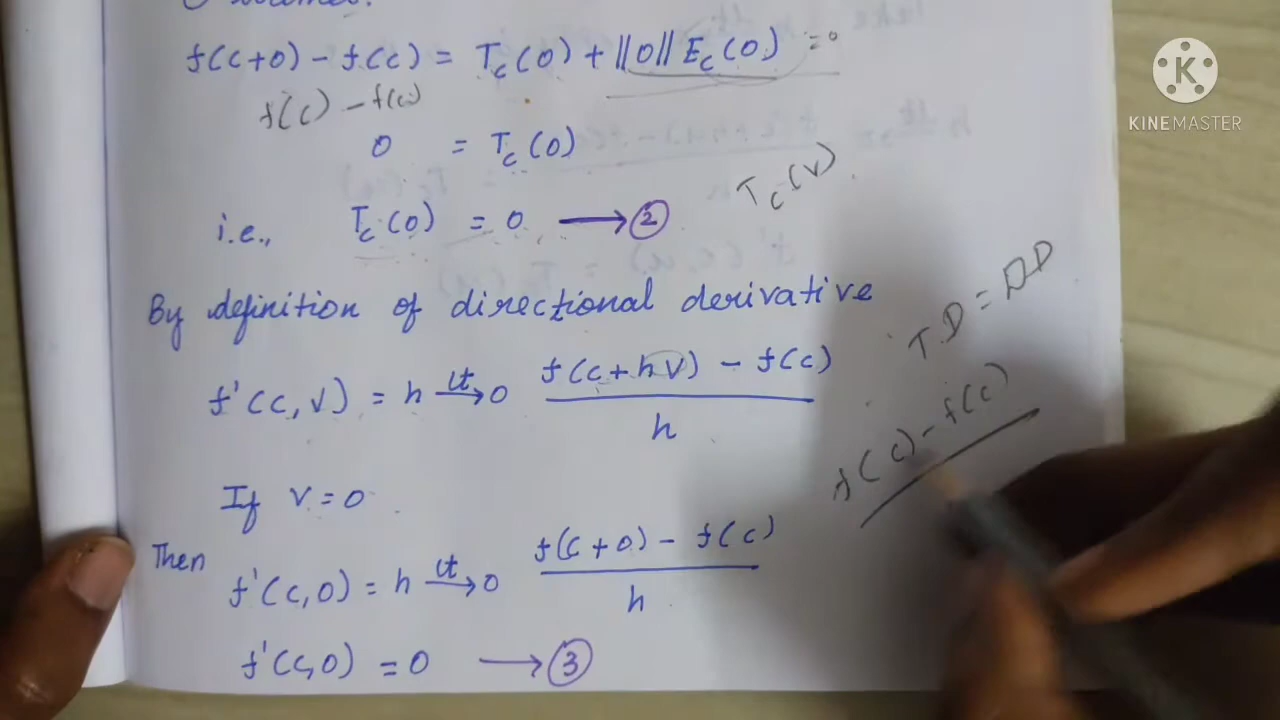 f(c+0) - f(c) = T_c(0) + ||0|| E_c(0) = 0
f(c) - f(c)
0 = T_c(0)
T_c(v)
i.e., T_c(0) = 0 → ②
By definition of directional derivative
T.D = DD
f'(c,v) = h lt→ 0 f(c+hv) - f(c) / h
f(c) - f(c)
If v = 0
Then f'(c,0) = h lt→ 0 f(c+0) - f(c) / h
f'(c,0) = 0 → ③
K
KINEMASTER